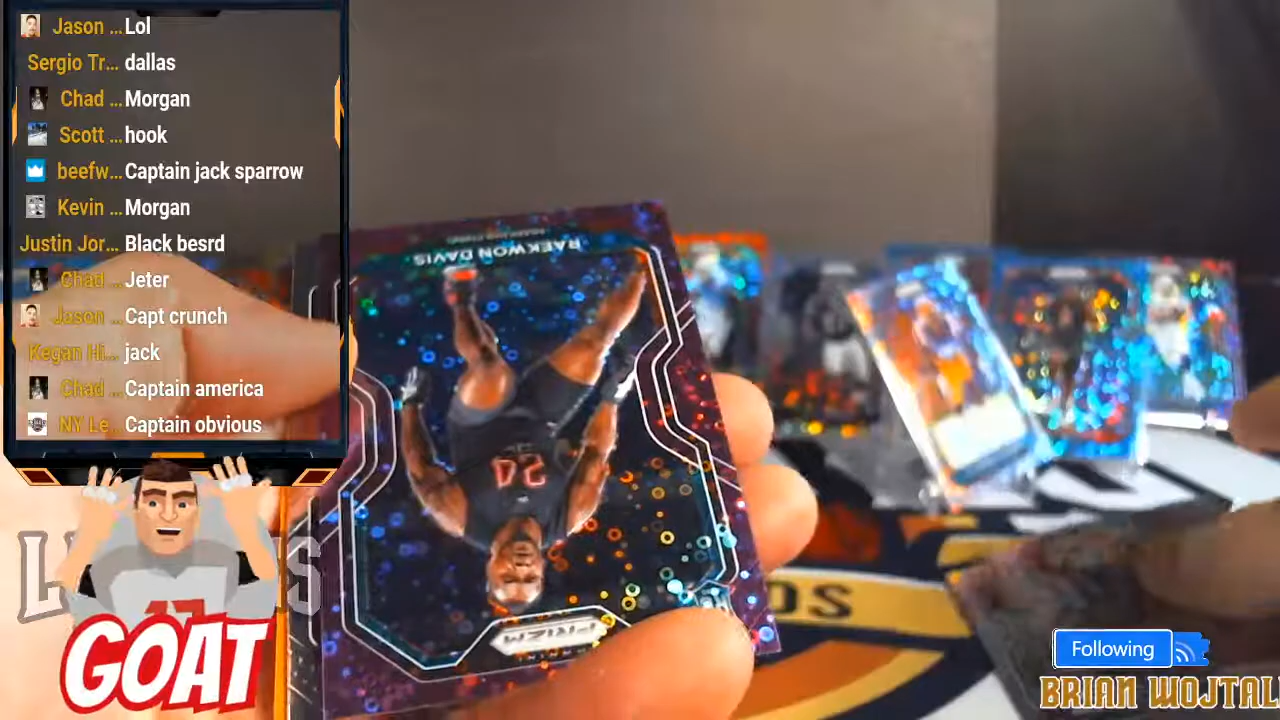 Jason ... Lol
Sergio Tr... dallas
Chad ... Morgan
Scott ... hook
beefw... Captain jack sparrow
Kevin ... Morgan
Justin Jor... Black besrd
Chad ... Jeter
Jason ... Capt crunch
Kegan Hi... jack
Chad ... Captain america
NY Le... Captain obvious
RAEKWON DAVIS
24
PRIZM
OS
GOAT
Following
BRIAN WOJTAL